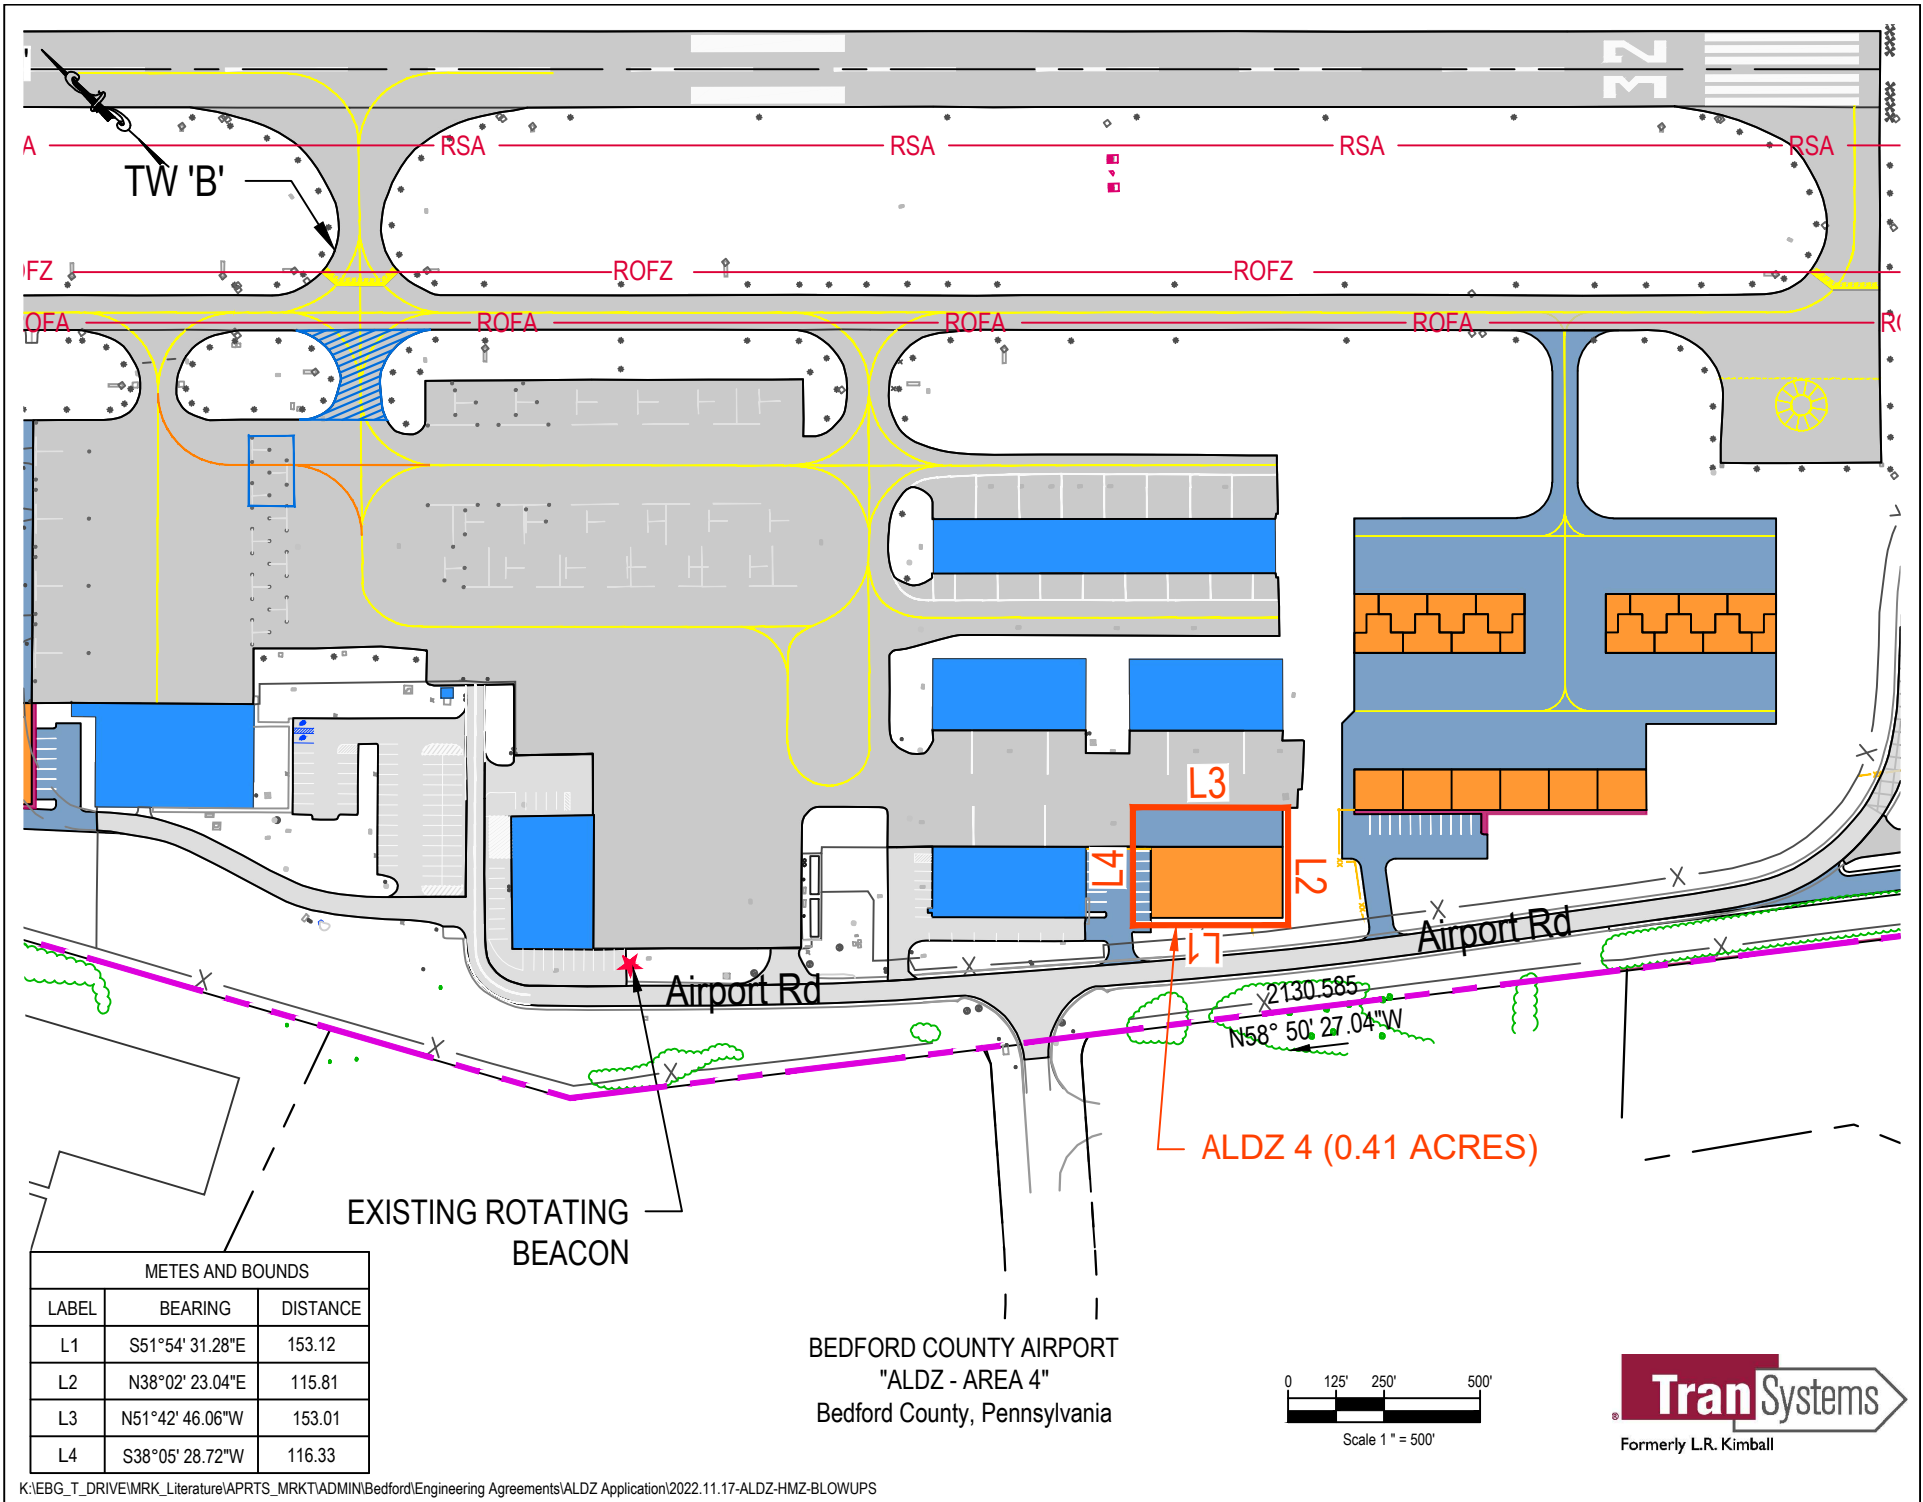 32
RSA
RSA
RSA
RSA
A
TW 'B'
OFZ
ROFZ
ROFZ
OFA
ROFA
ROFA
ROFA
L3
L4
L2
L1
Airport Rd
Airport Rd
2130.585
N58° 50' 27.04"W
ALDZ 4 (0.41 ACRES)
EXISTING ROTATING
BEACON
METES AND BOUNDS
LABEL BEARING DISTANCE
L1 S51°54' 31.28"E 153.12
L2 N38°02' 23.04"E 115.81
L3 N51°42' 46.06"W 153.01
L4 S38°05' 28.72"W 116.33
BEDFORD COUNTY AIRPORT
"ALDZ - AREA 4"
Bedford County, Pennsylvania
0 125' 250' 500'
Scale 1 " = 500'
TranSystems
®
Formerly L.R. Kimball
K:\EBG_T_DRIVE\MRK_Literature\APRTS_MRKT\ADMIN\Bedford\Engineering Agreements\ALDZ Application\2022.11.17-ALDZ-HMZ-BLOWUPS